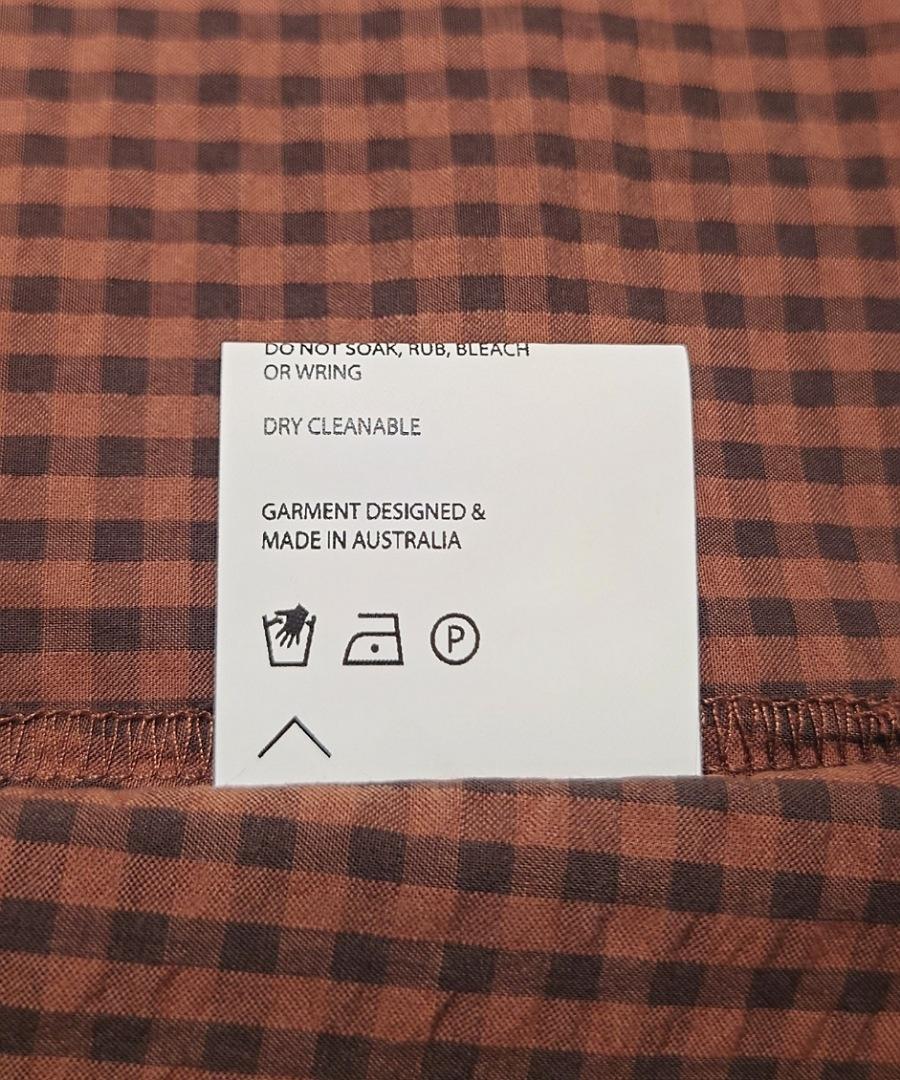 DO NOT SOAK, RUB, BLEACH
OR WRING
DRY CLEANABLE
GARMENT DESIGNED &
MADE IN AUSTRALIA
P